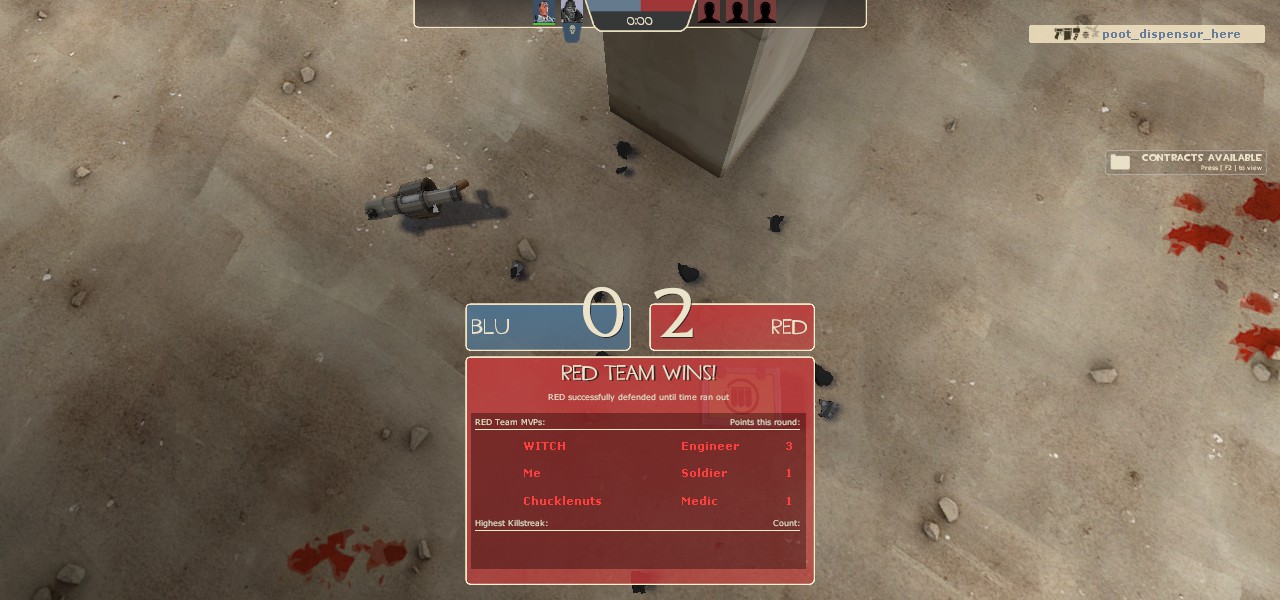 0:00
poot_dispensor_here
CONTRACTS AVAILABLE
Press [ F2 ] to view
BLU 0 2 RED
RED TEAM WINS!
RED successfully defended until time ran out
RED Team MVPs: Points this round:
WITCH Engineer 3
Me Soldier 1
Chucklenuts Medic 1
Highest Killstreak: Count: